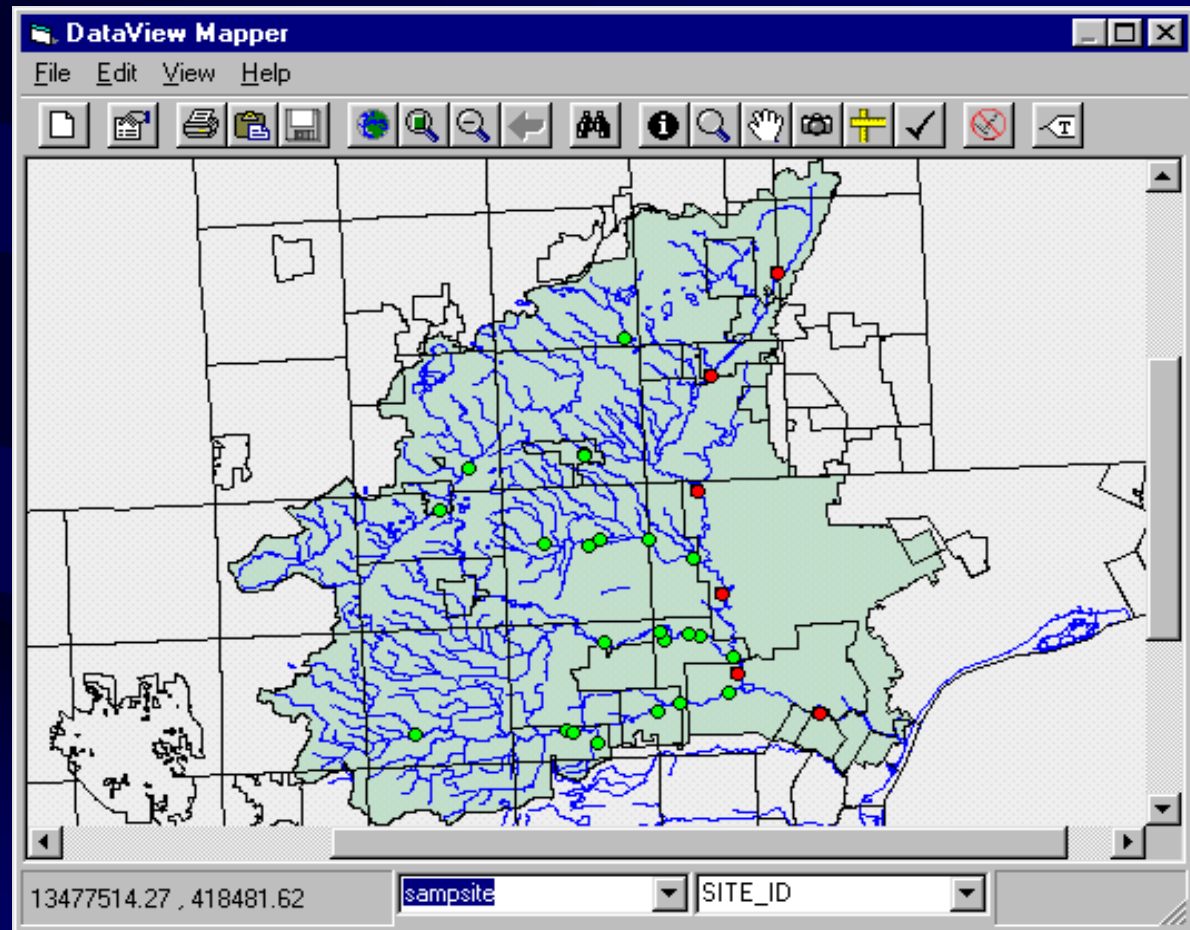 DataView Mapper
File Edit View Help
T
13477514.27 , 418481.62
sampsite
SITE_ID